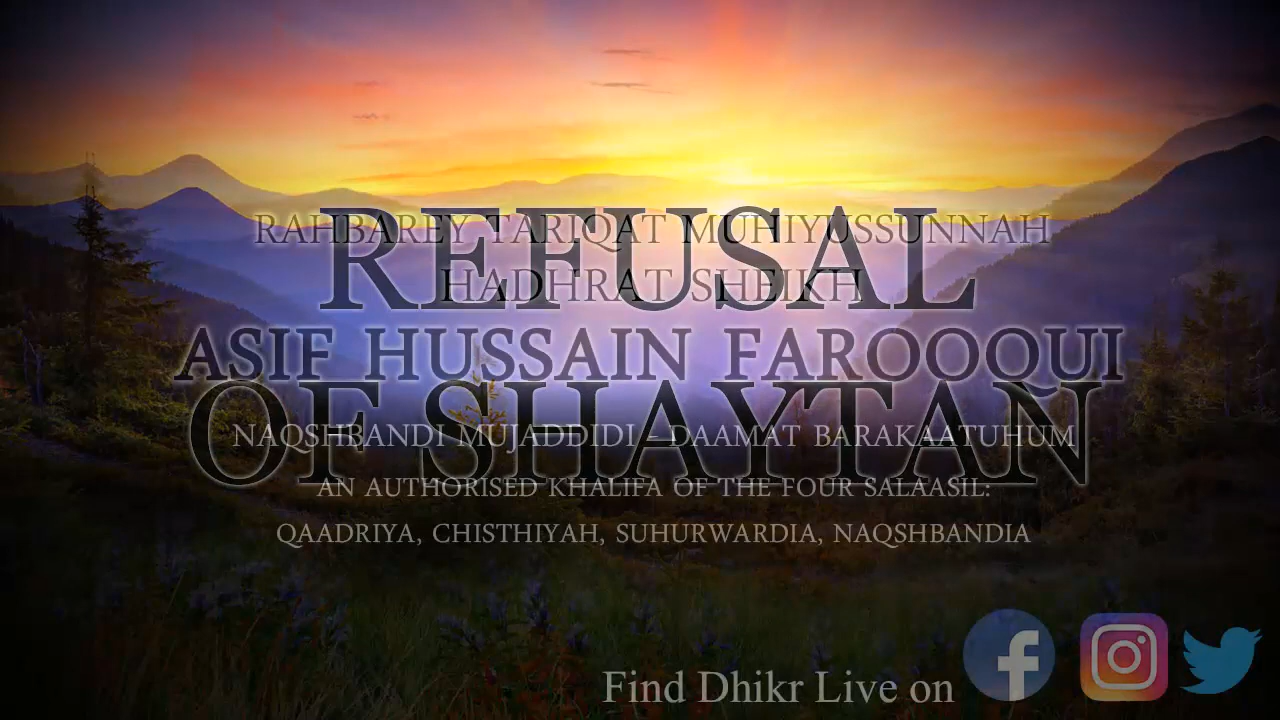 RAHBAREY TARIQAT MUHIYUSSUNNAH
REFUSAL
HADHRAT SHEIKH
ASIF HUSSAIN FAROOQUI
OF SHAYTAN
NAQSHBANDI MUJADDIDI DAAMAT BARAKAATUHUM
AN AUTHORISED KHALIFA OF THE FOUR SALAASIL:
QAADRIYA, CHISTHIYAH, SUHURWARDIA, NAQSHBANDIA
Find Dhikr Live on